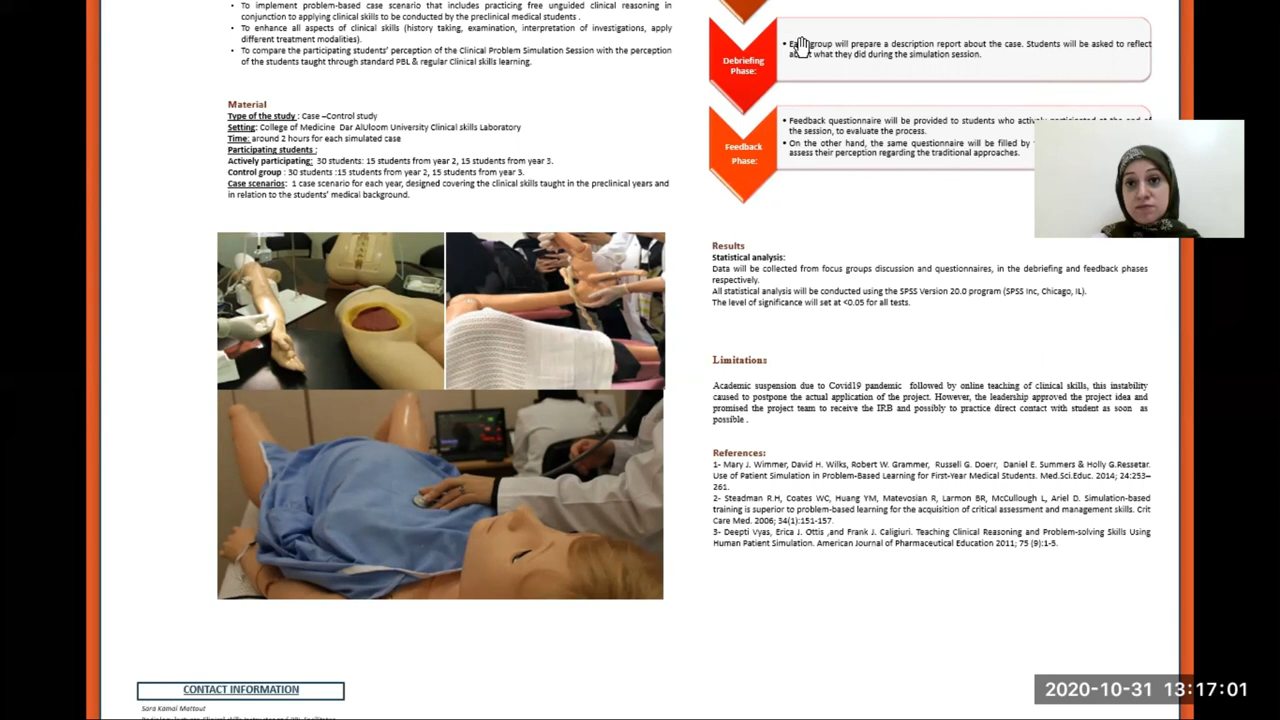 • To implement problem-based case scenario that includes practicing free unguided clinical reasoning in
conjunction to applying clinical skills to be conducted by the preclinical medical students .
• To enhance all aspects of clinical skills (history taking, examination, interpretation of investigations, apply
different treatment modalities).
• To compare the participating students' perception of the Clinical Problem Simulation Session with the perception
of the students taught through standard PBL & regular Clinical skills learning.
Material
Type of the study : Case –Control study
Setting: College of Medicine Dar AlUloom University Clinical skills Laboratory
Time: around 2 hours for each simulated case
Participating students :
Actively participating: 30 students: 15 students from year 2, 15 students from year 3.
Control group : 30 students :15 students from year 2, 15 students from year 3.
Case scenarios: 1 case scenario for each year, designed covering the clinical skills taught in the preclinical years and
in relation to the students' medical background.
CONTACT INFORMATION
Sara Kamal Mattout
Radiology lecturer, Clinical skills instructor and PBL facilitator
Debriefing
Phase:
• group will prepare a description report about the case. Students will be asked to reflect
what they did during the simulation session.
Feedback
Phase:
• Feedback questionnaire will be provided to students who actively participated at the end of
the session, to evaluate the process.
• On the other hand, the same questionnaire will be filled by
assess their perception regarding the traditional approaches.
Results
Statistical analysis:
Data will be collected from focus groups discussion and questionnaires, in the debriefing and feedback phases
respectively.
All statistical analysis will be conducted using the SPSS Version 20.0 program (SPSS Inc, Chicago, IL).
The level of significance will set at <0.05 for all tests.
Limitations
Academic suspension due to Covid19 pandemic followed by online teaching of clinical skills, this instability
caused to postpone the actual application of the project. However, the leadership approved the project idea and
promised the project team to receive the IRB and possibly to practice direct contact with student as soon as
possible .
References:
1- Mary J. Wimmer, David H. Wilks, Robert W. Grammer, Russell G. Doerr, Daniel E. Summers & Holly G.Ressetar.
Use of Patient Simulation in Problem-Based Learning for First-Year Medical Students. Med.Sci.Educ. 2014; 24:253–
261.
2- Steadman R.H, Coates WC, Huang YM, Matevosian R, Larmon BR, McCullough L, Ariel D. Simulation-based
training is superior to problem-based learning for the acquisition of critical assessment and management skills. Crit
Care Med. 2006; 34(1):151-157.
3- Deepti Vyas, Erica J. Ottis ,and Frank J. Caligiuri. Teaching Clinical Reasoning and Problem-solving Skills Using
Human Patient Simulation. American Journal of Pharmaceutical Education 2011; 75 (9):1-5.
2020-10-31 13:17:01